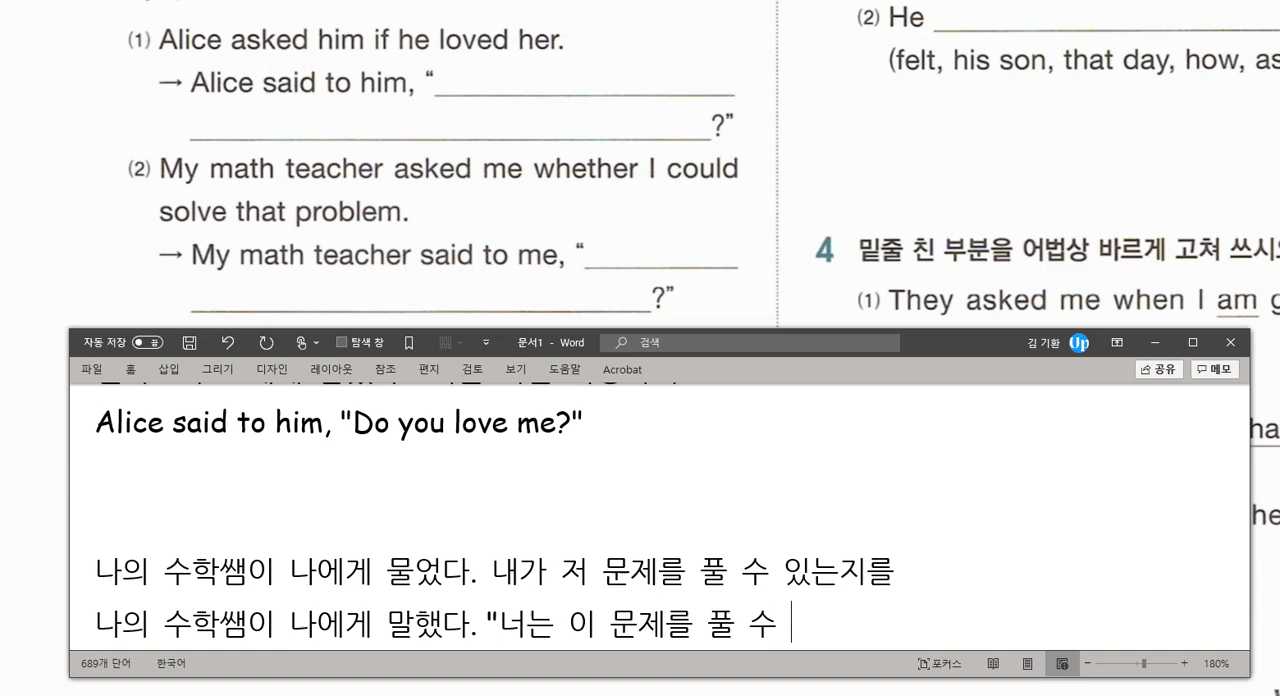 (1) Alice asked him if he loved her.
→ Alice said to him, “
?”
(2) My math teacher asked me whether I could
solve that problem.
→ My math teacher said to me, “
?”
(2) He
(felt, his son, that day, how,
4 밑줄 친 부분을 어법상 바르게 고쳐
(1) They asked me when I am
자동 저장 끔 탐색 창 문서1 - Word 검색 김 기환 Up
파일 홈 삽입 그리기 디자인 레이아웃 참조 편지 검토 보기 도움말 Acrobat 공유 메모
Alice said to him, "Do you love me?"
나의 수학쌤이 나에게 물었다. 내가 저 문제를 풀 수 있는지를
나의 수학쌤이 나에게 말했다. "너는 이 문제를 풀 수
689개 단어 한국어 포커스 180%